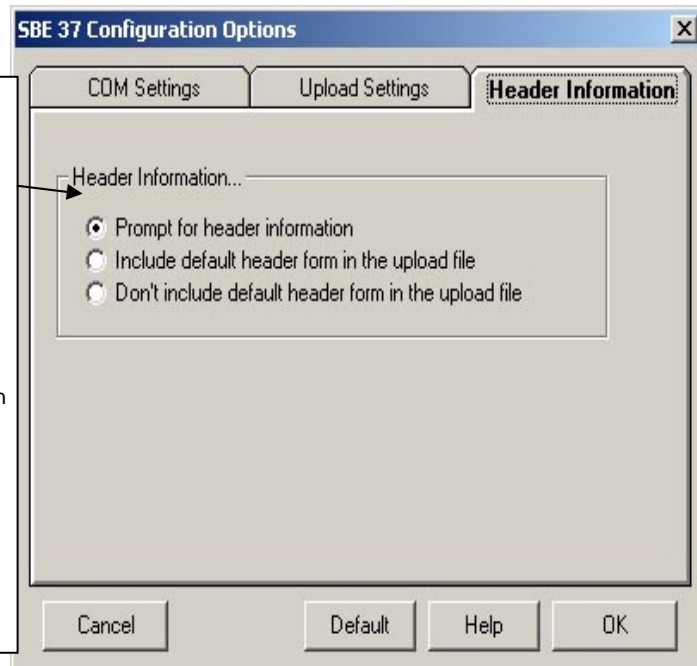 SBE 37 Configuration Options
COM Settings
Upload Settings
Header Information
Header Information...
Prompt for header information
Include default header form in the upload file
Don't include default header form in the upload file
Cancel
Default
Help
OK